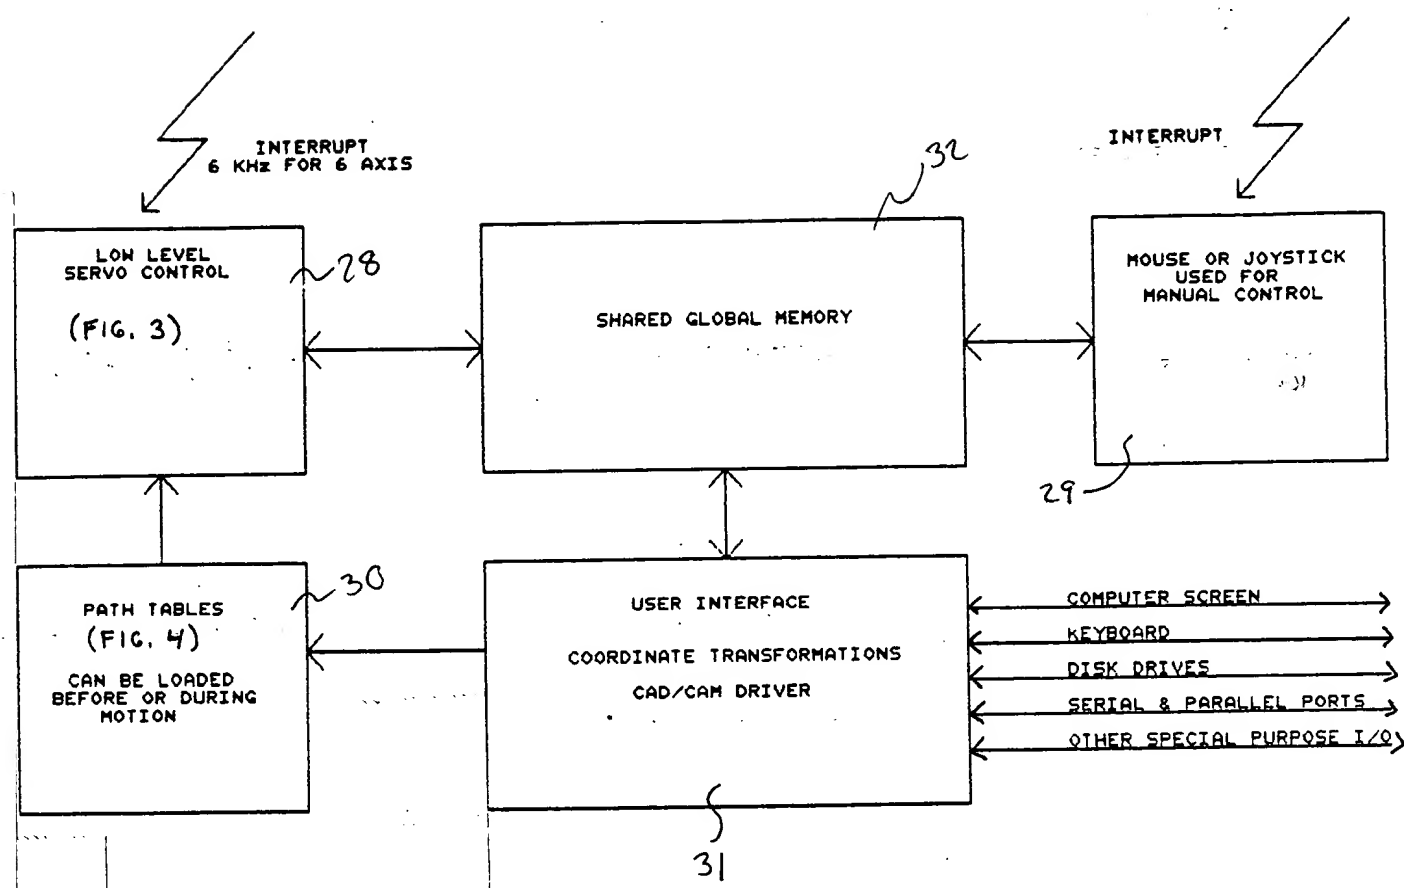 INTERRUPT
6 KHz FOR 6 AXIS
INTERRUPT
32
LOW LEVEL
SERVO CONTROL
28
(FIG. 3)
SHARED GLOBAL MEMORY
MOUSE OR JOYSTICK
USED FOR
MANUAL CONTROL
29
PATH TABLES
30
(FIG. 4)
CAN BE LOADED
BEFORE OR DURING
MOTION
USER INTERFACE
COORDINATE TRANSFORMATIONS
CAD/CAM DRIVER
31
COMPUTER SCREEN
KEYBOARD
DISK DRIVES
SERIAL & PARALLEL PORTS
OTHER SPECIAL PURPOSE I/O